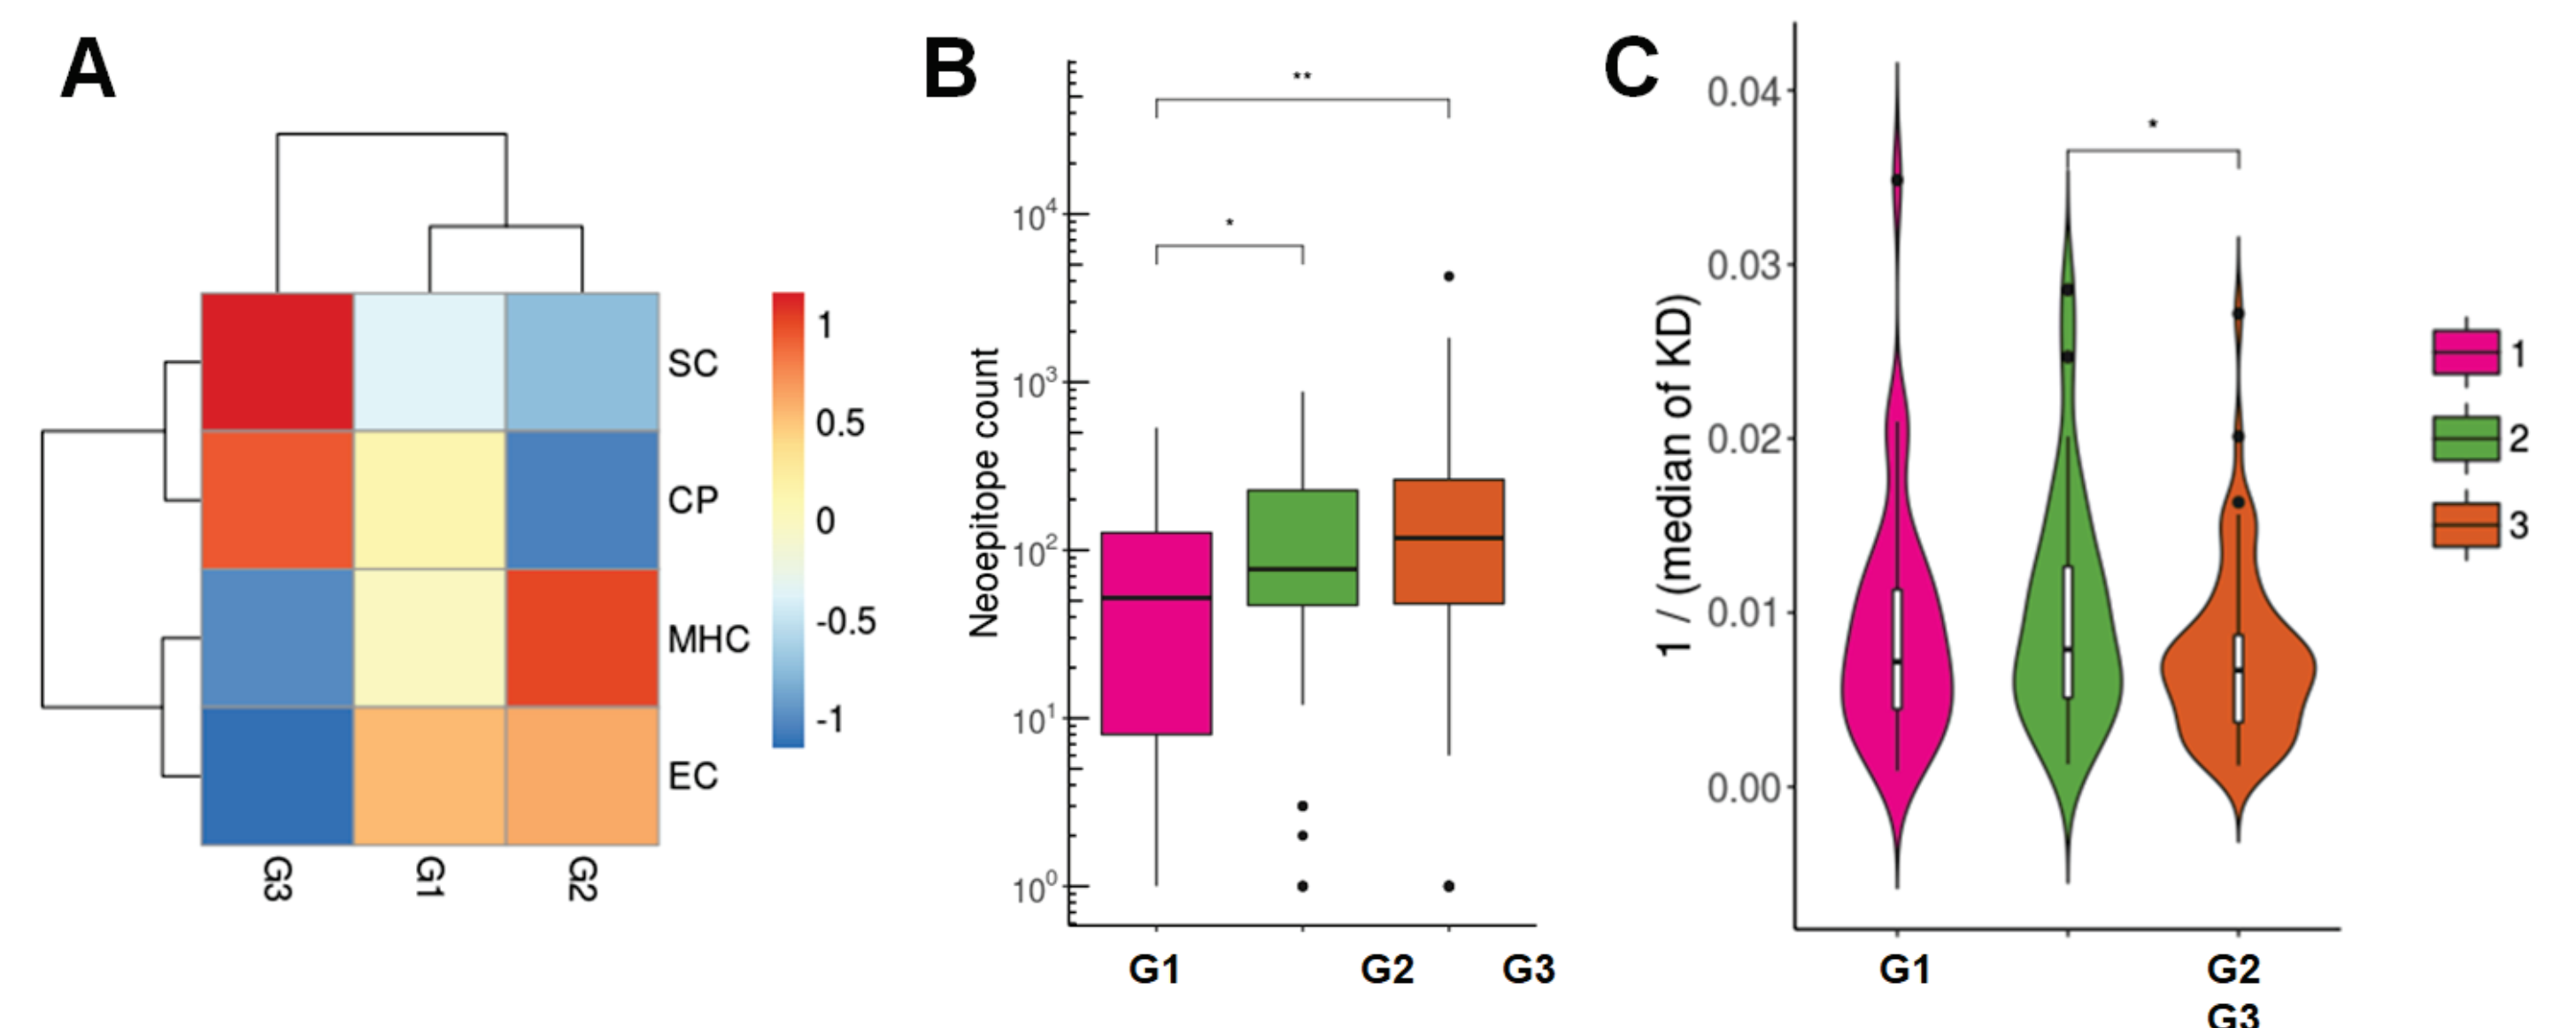 A
1
0.5
0
-0.5
-1
SC
CP
MHC
EC
G3
G1
G2
B
Neoepitope count
10⁴
10³
10²
10¹
10⁰
**
*
G1
G2
G3
C
1 / (median of KD)
0.04
0.03
0.02
0.01
0.00
*
G1
G2
G3
1
2
3